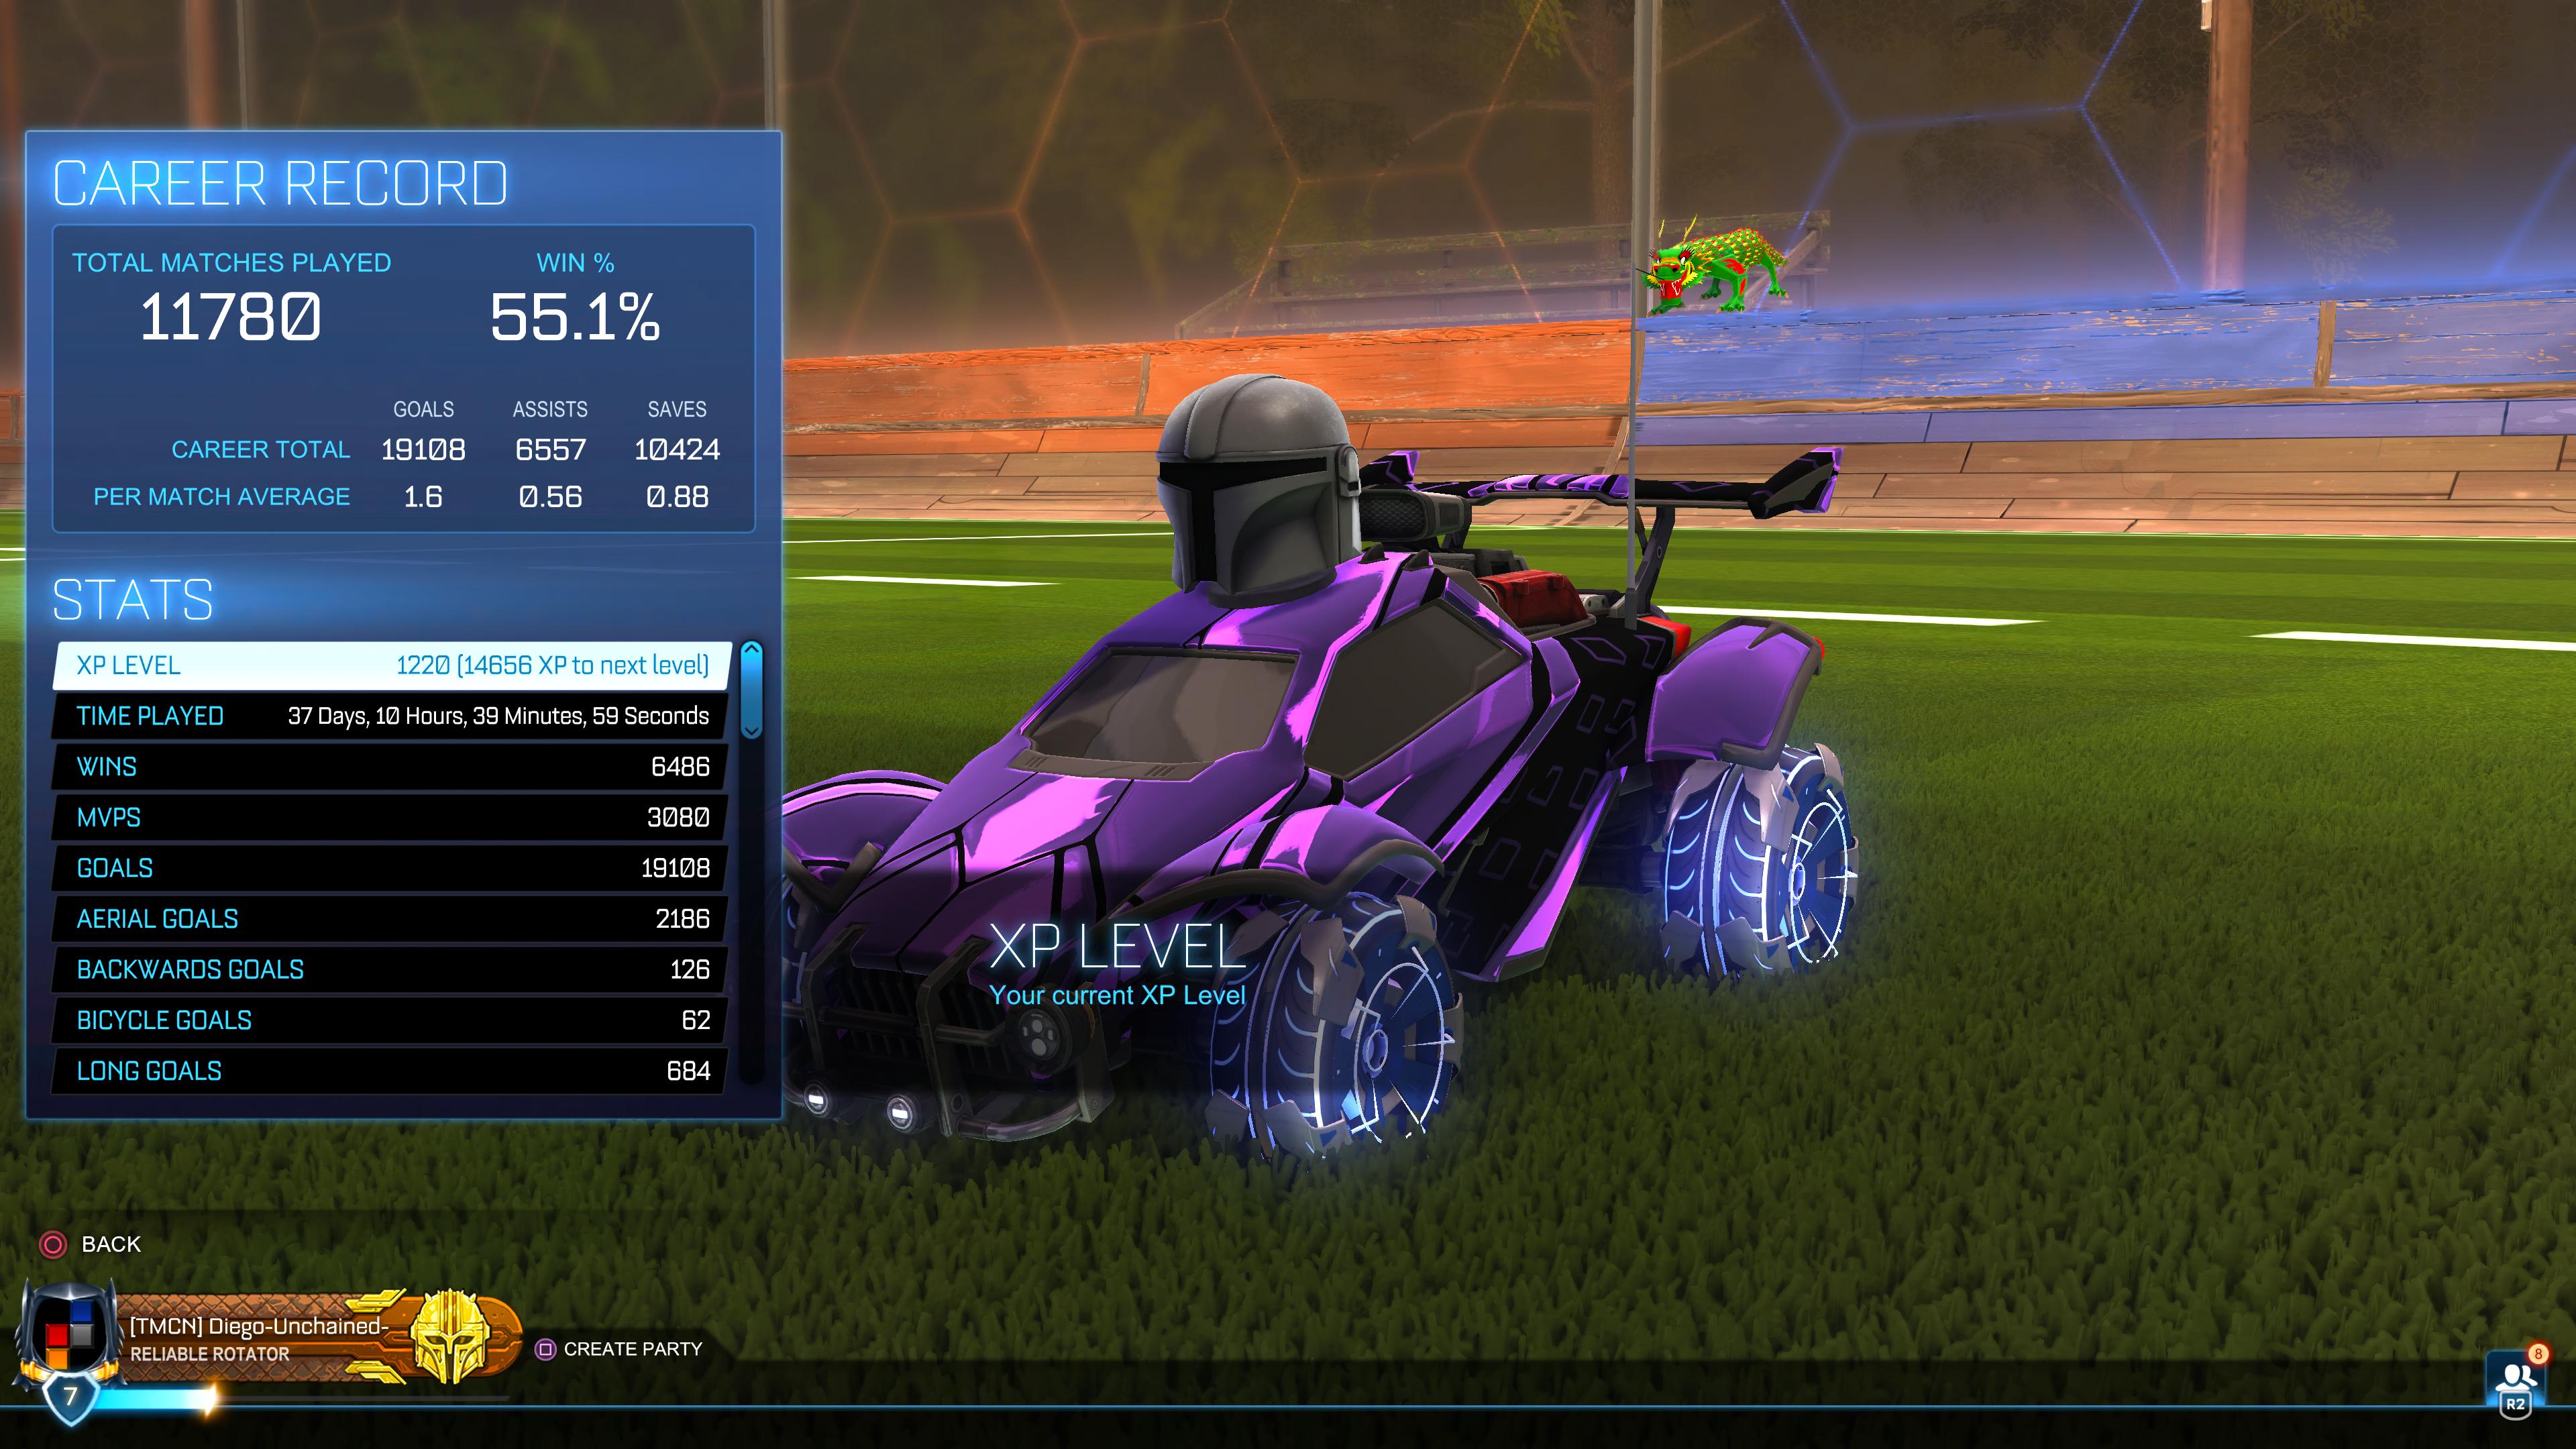 CAREER RECORD
TOTAL MATCHES PLAYED WIN %
11780 55.1%
GOALS ASSISTS SAVES
CAREER TOTAL 19108 6557 10424
PER MATCH AVERAGE 1.6 0.56 0.88
STATS
XP LEVEL 1220 (14656 XP to next level)
TIME PLAYED 37 Days, 10 Hours, 39 Minutes, 59 Seconds
WINS 6486
MVPS 3080
GOALS 19108
AERIAL GOALS 2186
BACKWARDS GOALS 126
BICYCLE GOALS 62
LONG GOALS 684
XP LEVEL
Your current XP Level
BACK
[TMCN] Diego-Unchained-
RELIABLE ROTATOR
CREATE PARTY
7
8
R2